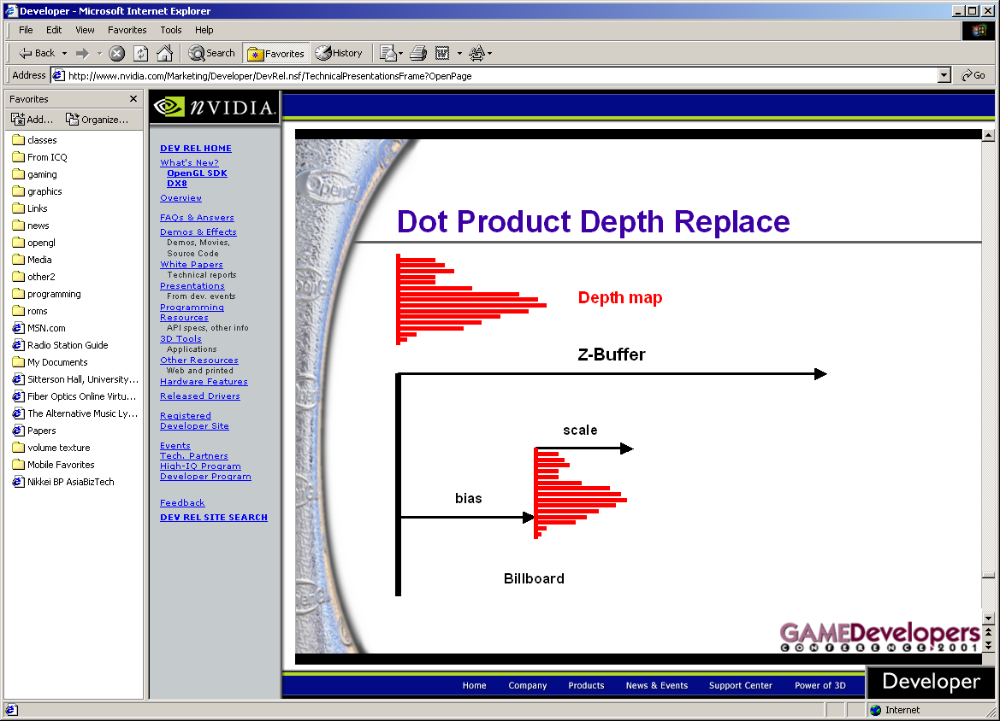 Developer - Microsoft Internet Explorer
File Edit View Favorites Tools Help
Back Search Favorites History
Address http://www.nvidia.com/Marketing/Developer/DevRel.nsf/TechnicalPresentationsFrame?OpenPage Go
Favorites
Add... Organize...
classes
From ICQ
gaming
graphics
Links
news
opengl
Media
other2
programming
roms
MSN.com
Radio Station Guide
My Documents
Sitterson Hall, University...
Fiber Optics Online Virtu...
The Alternative Music Ly...
Papers
volume texture
Mobile Favorites
Nikkei BP AsiaBizTech
nVIDIA.
DEV REL HOME
What's New?
OpenGL SDK
DX8
Overview
FAQs & Answers
Demos & Effects
Demos, Movies,
Source Code
White Papers
Technical reports
Presentations
From dev. events
Programming
Resources
API specs, other info
3D Tools
Applications
Other Resources
Web and printed
Hardware Features
Released Drivers
Registered
Developer Site
Events
Tech. Partners
High-IQ Program
Developer Program
Feedback
DEV REL SITE SEARCH
OpenGL
Dot Product Depth Replace
Depth map
Z-Buffer
scale
bias
Billboard
GAMEDevelopers
CONFERENCE 2001
Home Company Products News & Events Support Center Power of 3D
Developer
Internet